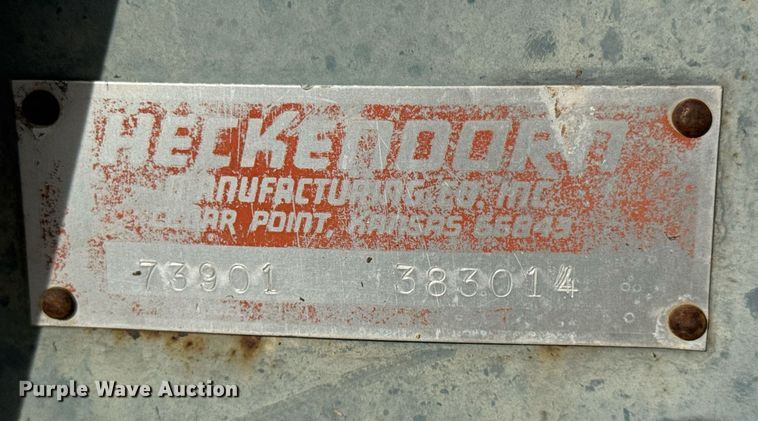 HECKENDORN
MANUFACTURING CO. INC.
CEDAR POINT, KANSAS 66843
73901 383014
Purple Wave Auction